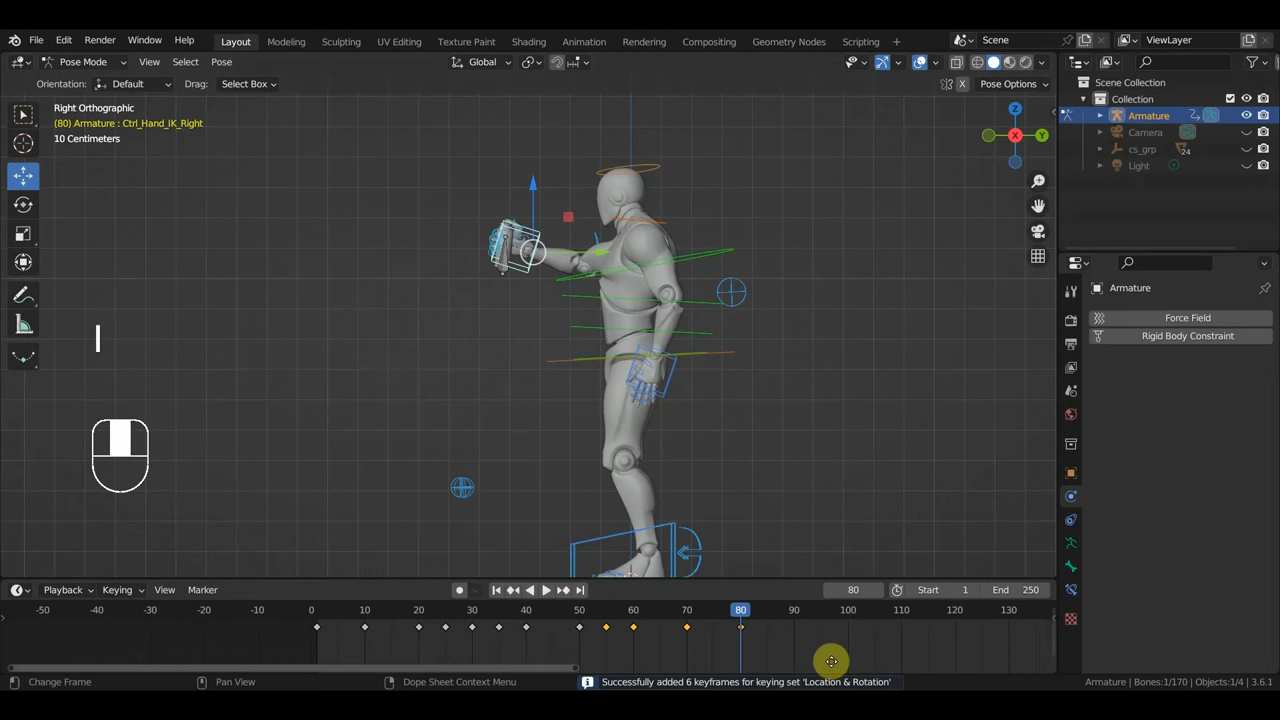 File Edit Render Window Help Layout Modeling Sculpting UV Editing Texture Paint Shading Animation Rendering Compositing Geometry Nodes Scripting + Scene ViewLayer
Pose Mode View Select Pose Global Pose Options
Orientation: Default Drag: Select Box X Pose Options
Right Orthographic
(80) Armature : Ctrl_Hand_IK_Right
10 Centimeters
Z
X
Y
Scene Collection
Collection
Armature
Camera
cs_grp 24
Light
Armature
Force Field
Rigid Body Constraint
I
Playback Keying View Marker 80 Start 1 End 250
-50 -40 -30 -20 -10 0 10 20 30 40 50 60 70 80 90 100 110 120 130
Change Frame Pan View Dope Sheet Context Menu Successfully added 6 keyframes for keying set 'Location & Rotation' Armature | Bones:1/170 | Objects:1/4 | 3.6.1